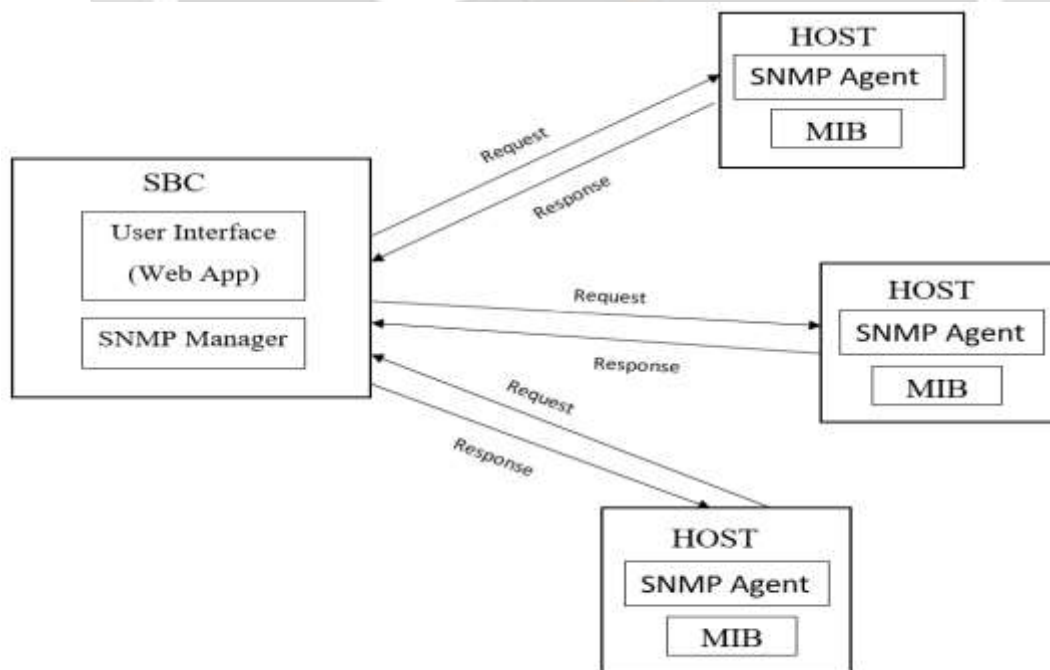 HOST
SNMP Agent
MIB
Request
Response
SBC
User Interface
(Web App)
SNMP Manager
Request
Response
HOST
SNMP Agent
MIB
Request
Response
HOST
SNMP Agent
MIB